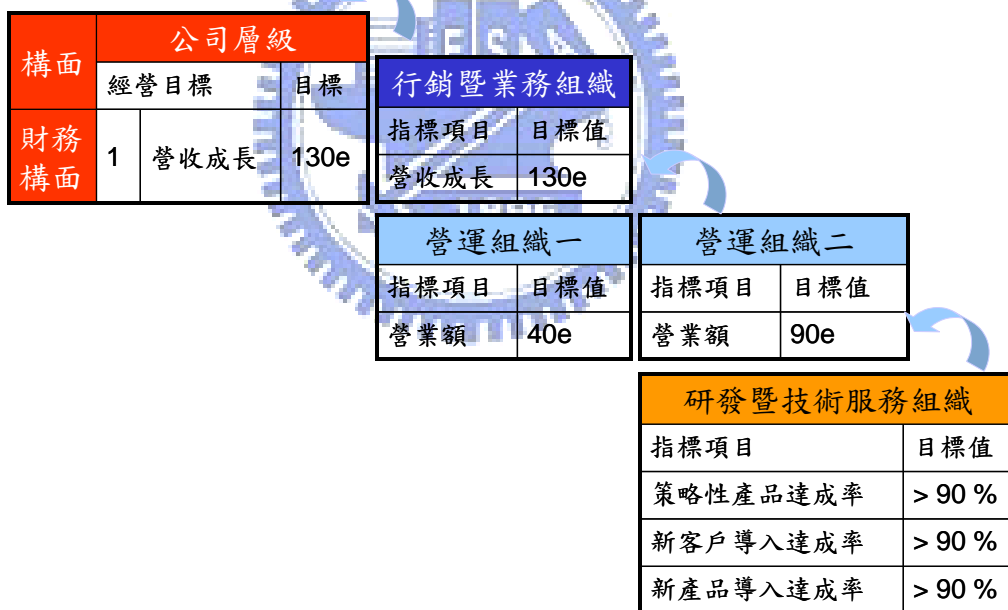 構面
公司層級
經營目標 目標
財務
構面
1 營收成長 130e
行銷暨業務組織
指標項目 目標值
營收成長 130e
營運組織一
指標項目 目標值
營業額 40e
營運組織二
指標項目 目標值
營業額 90e
研發暨技術服務組織
指標項目 目標值
策略性產品達成率 > 90 %
新客戶導入達成率 > 90 %
新產品導入達成率 > 90 %